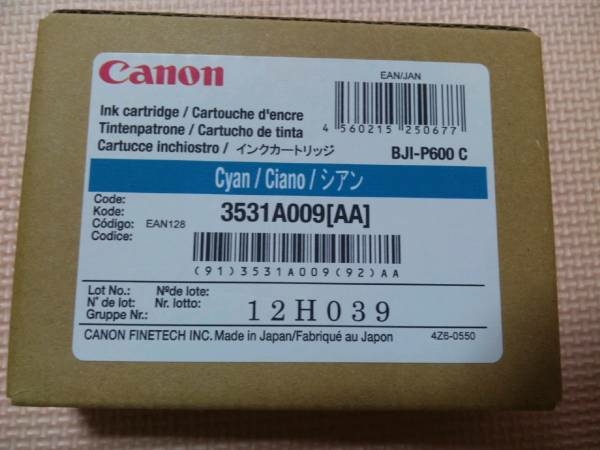 Canon
EAN/JAN
4 560215 250677
BJI-P600 C
Ink cartridge / Cartouche d'encre
Tintenpatrone / Cartucho de tinta
Cartucce inchiostro / インクカートリッジ
Cyan / Ciano / シアン
Code:
Kode:
Código: EAN128
Codice:
3531A009[AA]
(91)3531A009(92)AA
Lot No.: Nºde lote:
N° de lot: Nr. lotto:
Gruppe Nr.:
12H039
CANON FINETECH INC. Made in Japan/Fabriqué au Japon
4Z6-0550